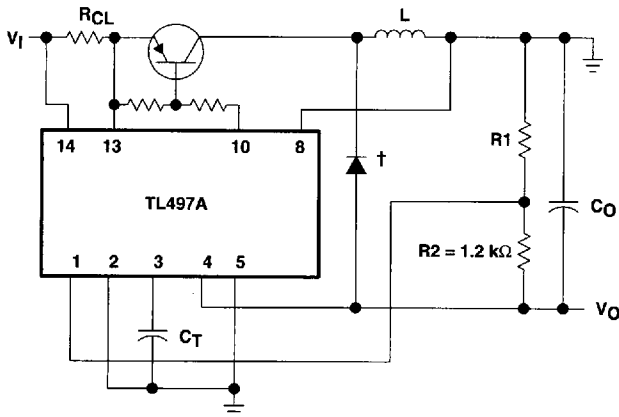 RCL
L
VI
14 13 10 8
R1
†
TL497A
CO
R2 = 1.2 kΩ
1 2 3 4 5
VO
CT